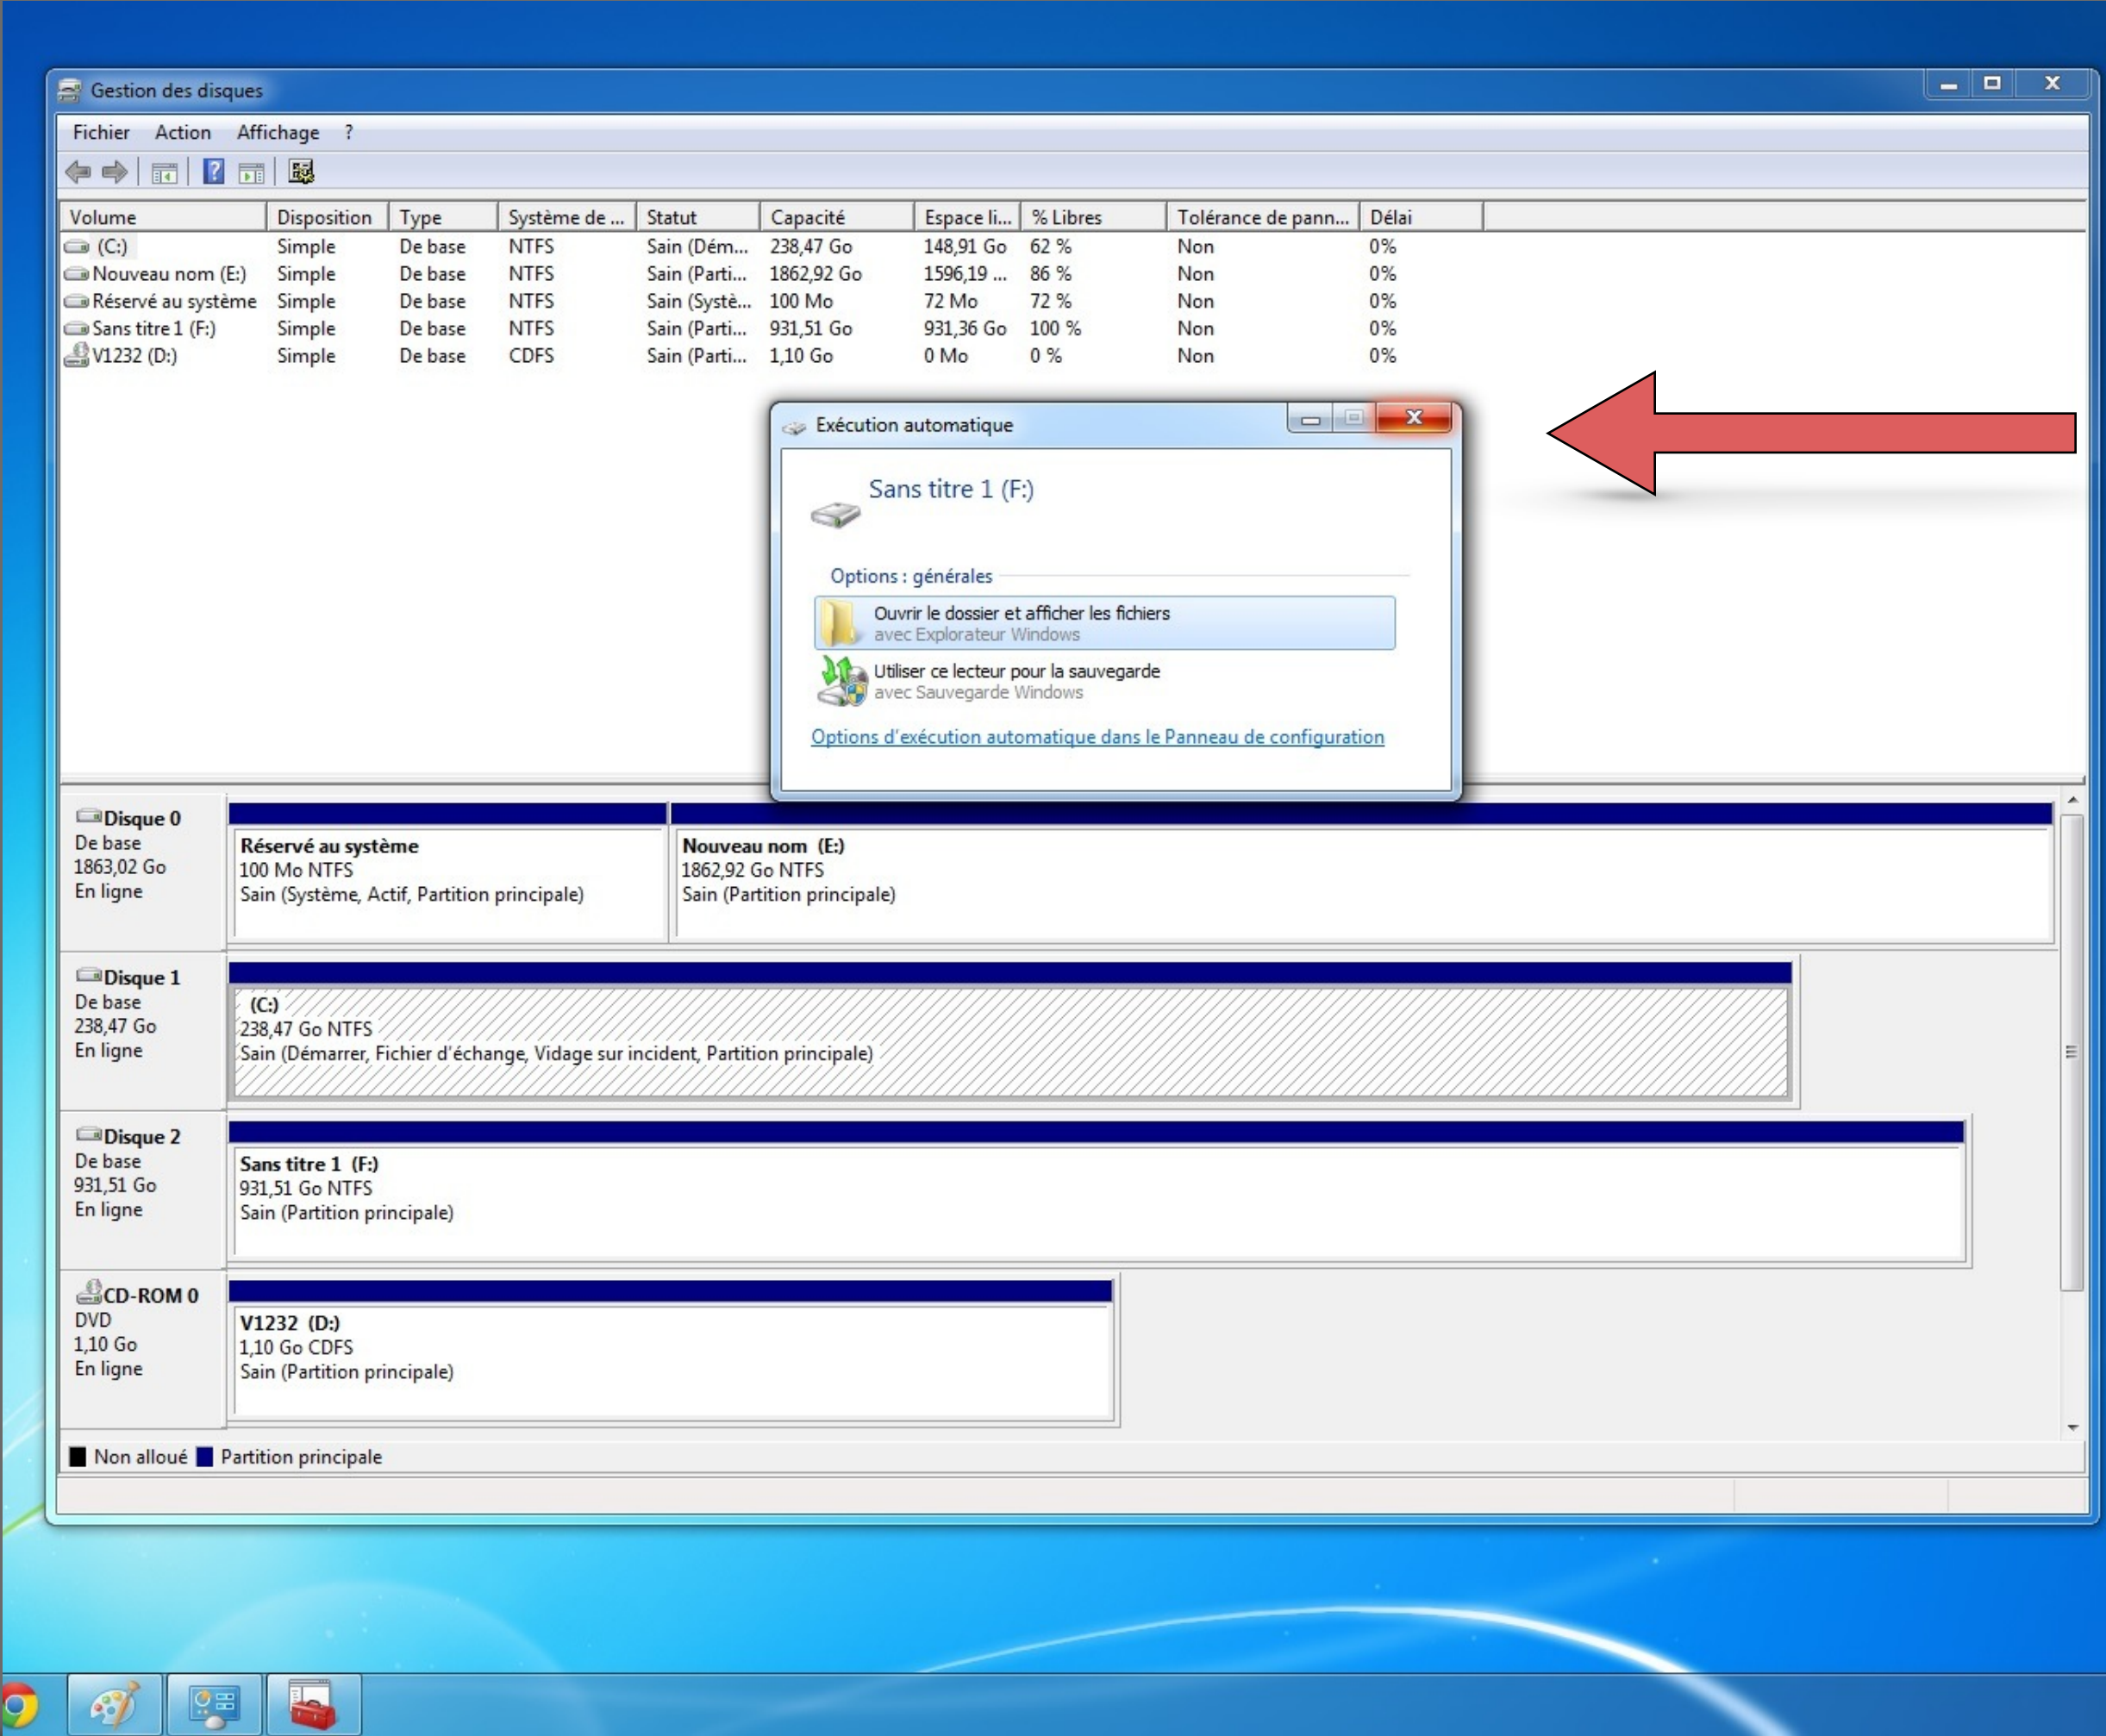 Gestion des disques
Fichier Action Affichage ?
Volume Disposition Type Système de ... Statut Capacité Espace li... % Libres Tolérance de pann... Délai
(C:) Simple De base NTFS Sain (Dém... 238,47 Go 148,91 Go 62 % Non 0%
Nouveau nom (E:) Simple De base NTFS Sain (Parti... 1862,92 Go 1596,19 ... 86 % Non 0%
Réservé au système Simple De base NTFS Sain (Systè... 100 Mo 72 Mo 72 % Non 0%
Sans titre 1 (F:) Simple De base NTFS Sain (Parti... 931,51 Go 931,36 Go 100 % Non 0%
V1232 (D:) Simple De base CDFS Sain (Parti... 1,10 Go 0 Mo 0 % Non 0%
Exécution automatique
Sans titre 1 (F:)
Options : générales
Ouvrir le dossier et afficher les fichiers
avec Explorateur Windows
Utiliser ce lecteur pour la sauvegarde
avec Sauvegarde Windows
Options d'exécution automatique dans le Panneau de configuration
Disque 0
De base
1863,02 Go
En ligne
Réservé au système
100 Mo NTFS
Sain (Système, Actif, Partition principale)
Nouveau nom (E:)
1862,92 Go NTFS
Sain (Partition principale)
Disque 1
De base
238,47 Go
En ligne
(C:)
238,47 Go NTFS
Sain (Démarrer, Fichier d'échange, Vidage sur incident, Partition principale)
Disque 2
De base
931,51 Go
En ligne
Sans titre 1 (F:)
931,51 Go NTFS
Sain (Partition principale)
CD-ROM 0
DVD
1,10 Go
En ligne
V1232 (D:)
1,10 Go CDFS
Sain (Partition principale)
Non alloué Partition principale